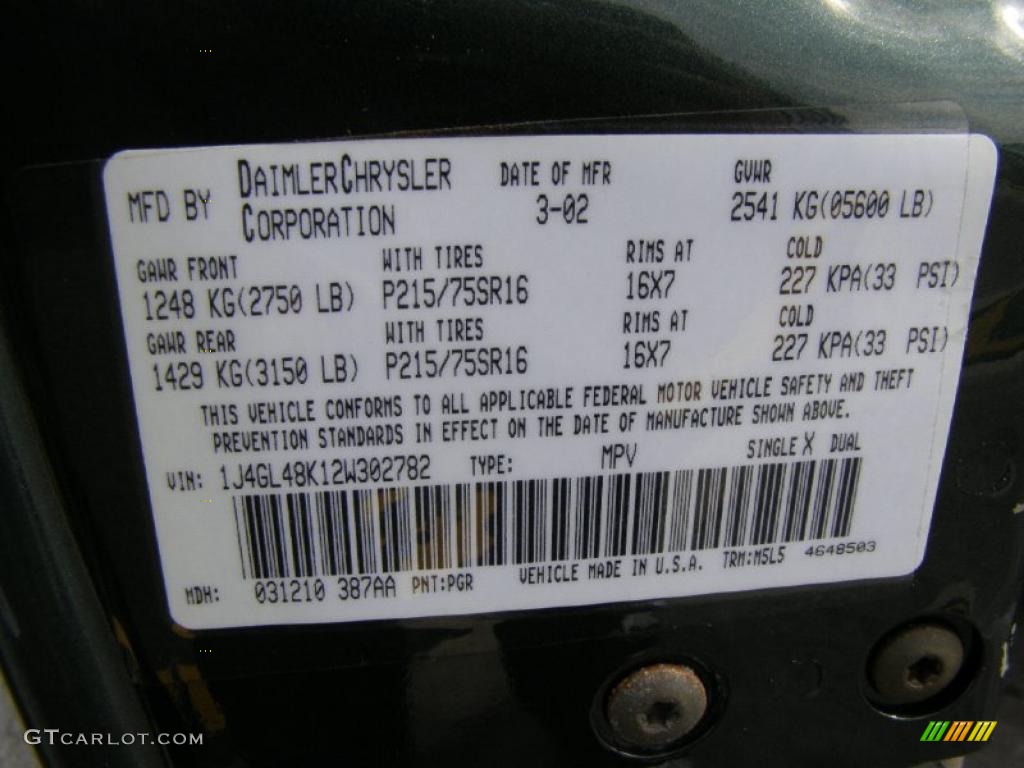 MFD BY DAIMLERCHRYSLER CORPORATION DATE OF MFR 3-02 GVWR 2541 KG(05600 LB)
GAWR FRONT WITH TIRES RIMS AT COLD
1248 KG(2750 LB) P215/75SR16 16X7 227 KPA(33 PSI)
GAWR REAR WITH TIRES RIMS AT COLD
1429 KG(3150 LB) P215/75SR16 16X7 227 KPA(33 PSI)
THIS VEHICLE CONFORMS TO ALL APPLICABLE FEDERAL MOTOR VEHICLE SAFETY AND THEFT
PREVENTION STANDARDS IN EFFECT ON THE DATE OF MANUFACTURE SHOWN ABOVE.
VIN: 1J4GL48K12W302782 TYPE: MPV SINGLE X DUAL
MDH: 031210 387AA PNT:PGR VEHICLE MADE IN U.S.A. TRM:M5L5 4648503
GTCARLOT.COM